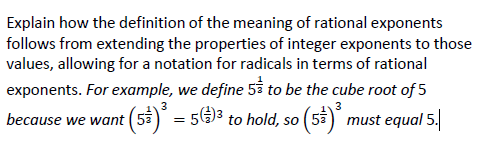 Explain how the definition of the meaning of rational exponents
follows from extending the properties of integer exponents to those
values, allowing for a notation for radicals in terms of rational
exponents. For example, we define 5^{\frac{1}{3}} to be the cube root of 5
because we want \left(5^{\frac{1}{3}}\right)^3 = 5^{\left(\frac{1}{3}\right)3} to hold, so \left(5^{\frac{1}{3}}\right)^3 must equal 5.